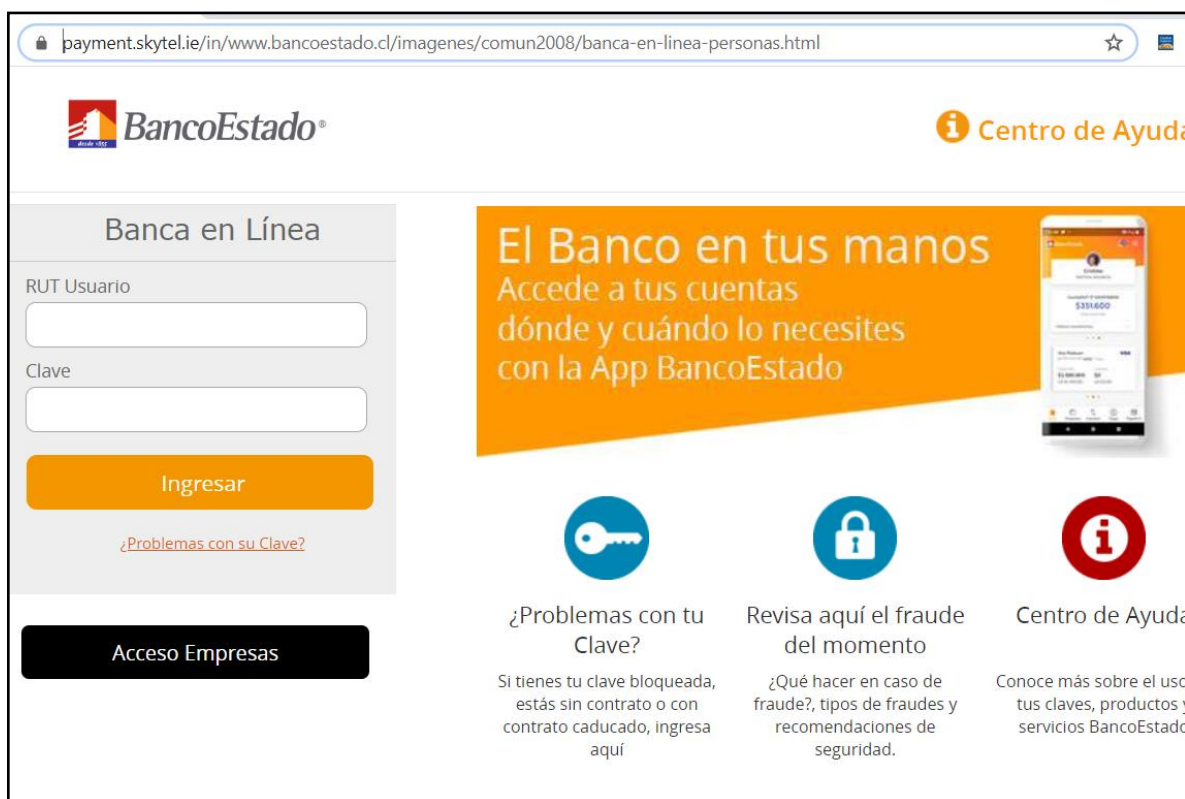 payment.skytel.ie/in/www.bancoestado.cl/imagenes/comun2008/banca-en-linea-personas.html
BancoEstado®
desde 1855
Centro de Ayuda
Banca en Línea
RUT Usuario
Clave
Ingresar
¿Problemas con su Clave?
Acceso Empresas
El Banco en tus manos
Accede a tus cuentas
dónde y cuándo lo necesites
con la App BancoEstado
$351.600
VISA
¿Problemas con tu
Clave?
Si tienes tu clave bloqueada,
estás sin contrato o con
contrato caducado, ingresa
aquí
Revisa aquí el fraude
del momento
¿Qué hacer en caso de
fraude?, tipos de fraudes y
recomendaciones de
seguridad.
Centro de Ayuda
Conoce más sobre el uso
tus claves, productos y
servicios BancoEstado